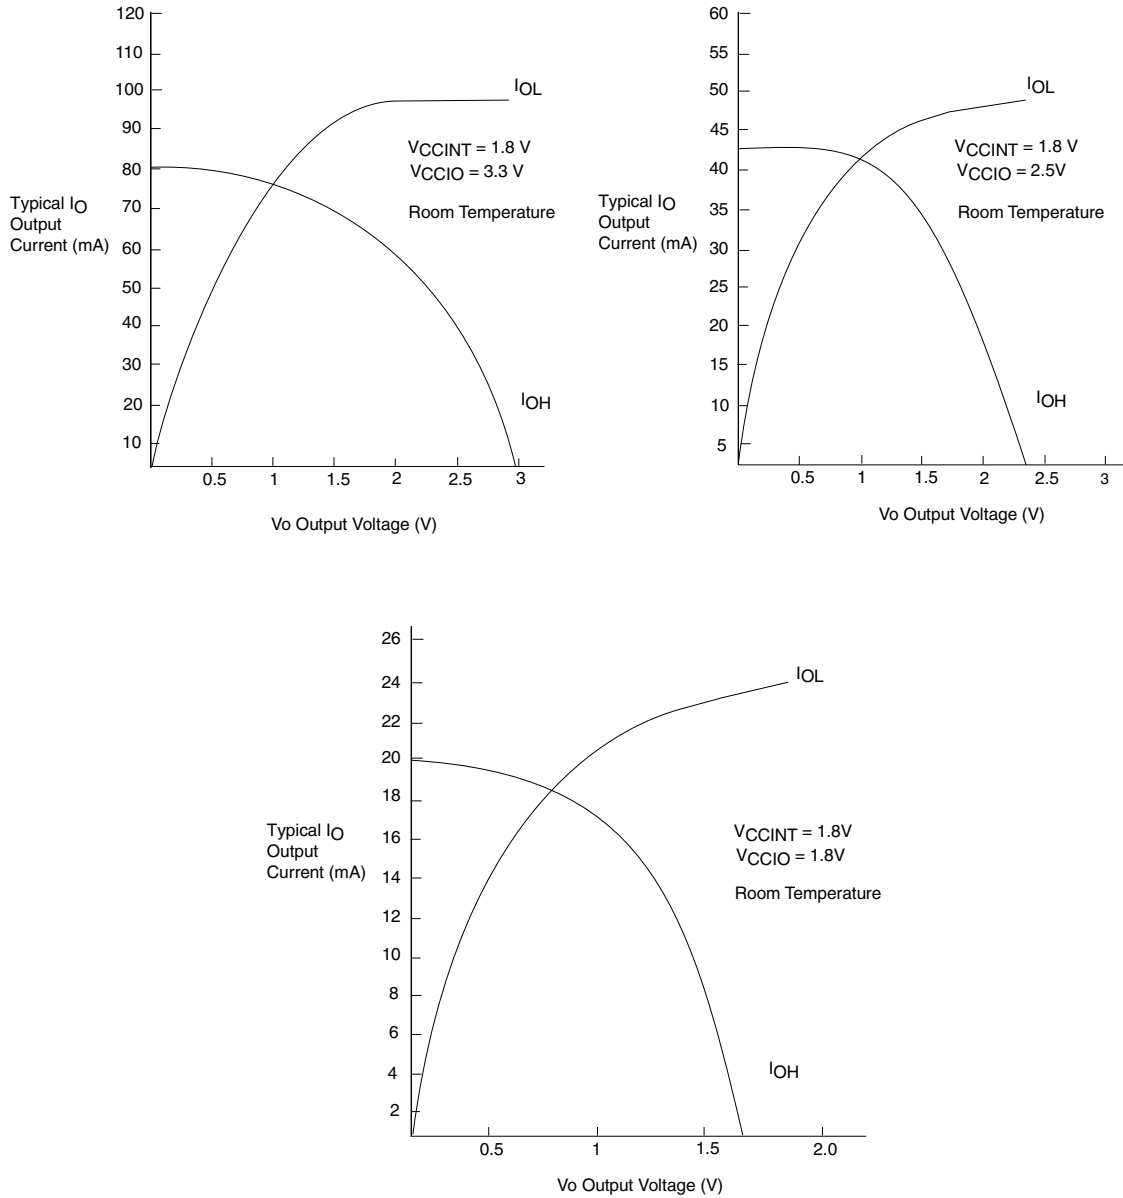 120
110
100
90
80
70
60
50
40
30
20
10
IOL
VCCINT = 1.8 V
VCCIO = 3.3 V
Room Temperature
Typical IO
Output
Current (mA)
IOH
0.5 1 1.5 2 2.5 3
Vo Output Voltage (V)
60
55
50
45
40
35
30
25
20
15
10
5
IOL
VCCINT = 1.8 V
VCCIO = 2.5V
Room Temperature
Typical IO
Output
Current (mA)
IOH
0.5 1 1.5 2 2.5 3
Vo Output Voltage (V)
26
24
22
20
18
16
14
12
10
8
6
4
2
IOL
VCCINT = 1.8V
VCCIO = 1.8V
Room Temperature
Typical IO
Output
Current (mA)
IOH
0.5 1 1.5 2.0
Vo Output Voltage (V)